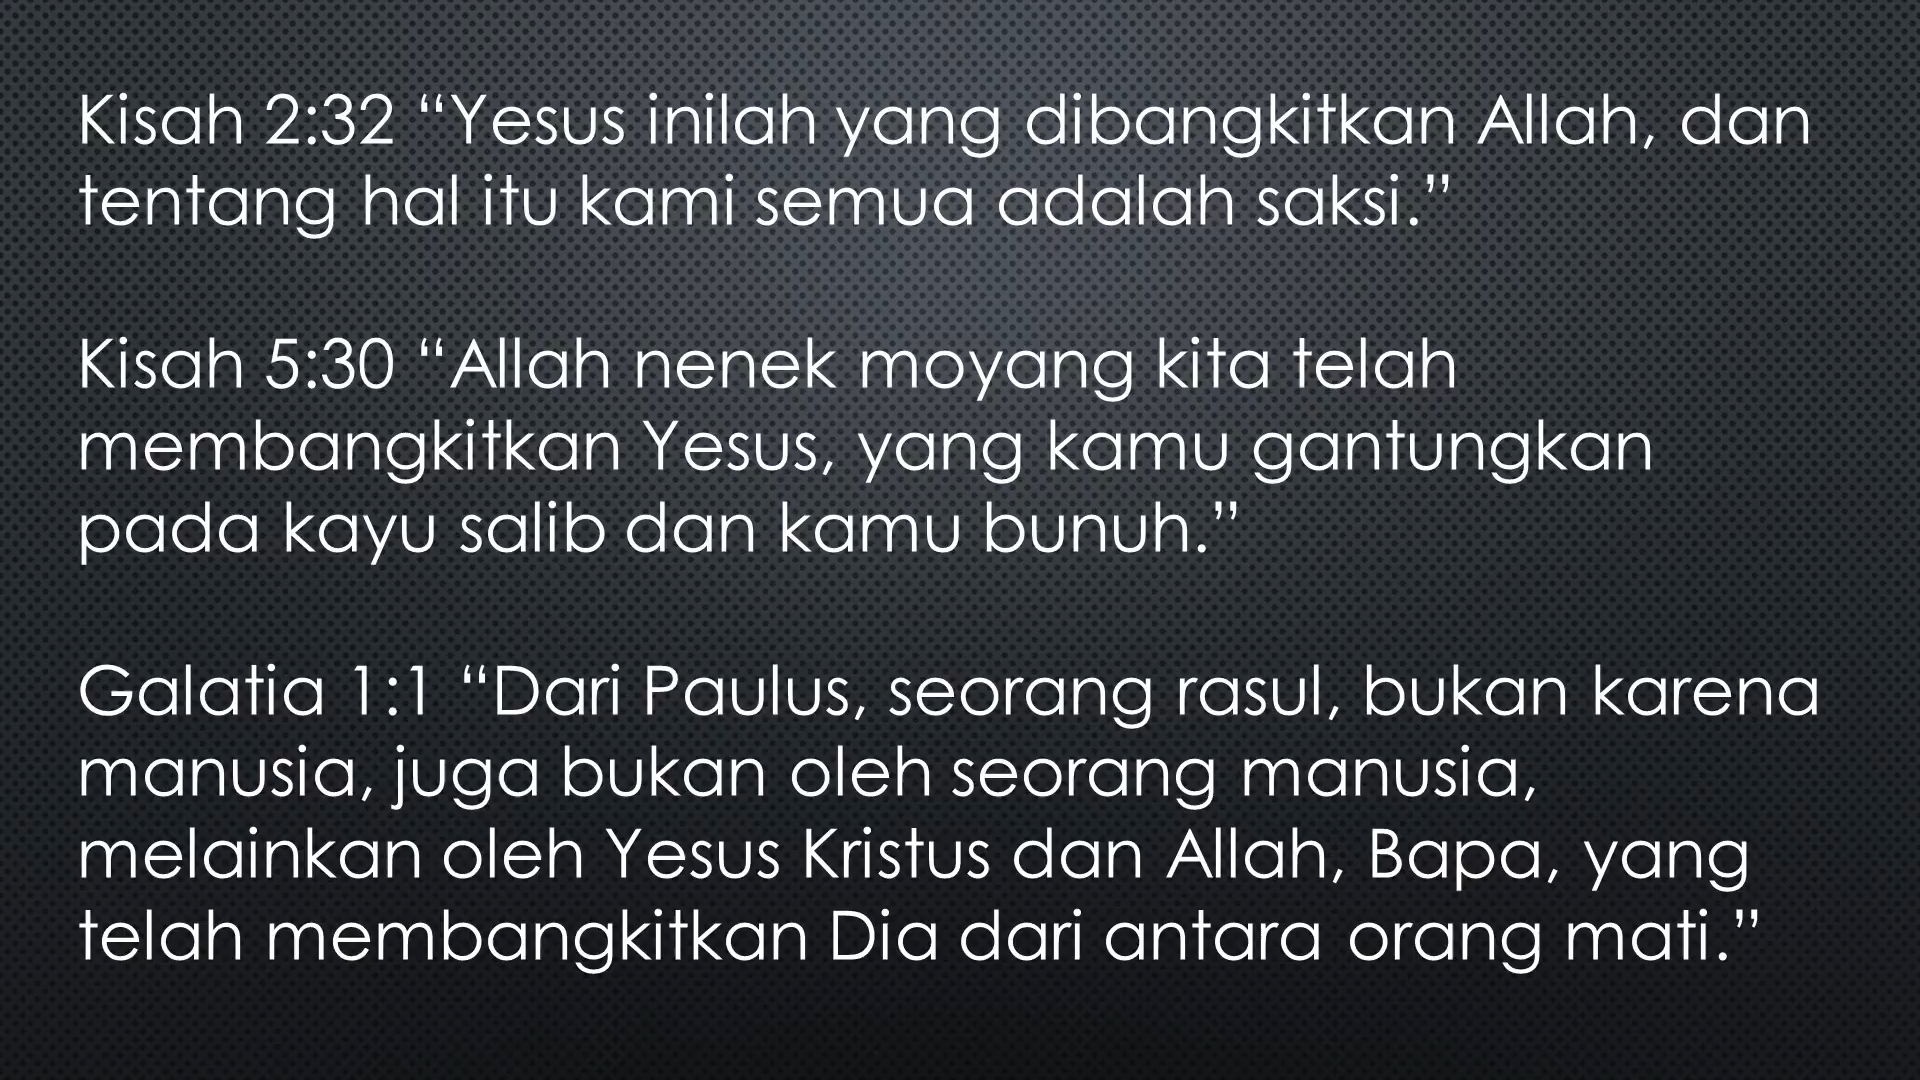 Kisah 2:32 “Yesus inilah yang dibangkitkan Allah, dan
tentang hal itu kami semua adalah saksi.”
Kisah 5:30 “Allah nenek moyang kita telah
membangkitkan Yesus, yang kamu gantungkan
pada kayu salib dan kamu bunuh.”
Galatia 1:1 “Dari Paulus, seorang rasul, bukan karena
manusia, juga bukan oleh seorang manusia,
melainkan oleh Yesus Kristus dan Allah, Bapa, yang
telah membangkitkan Dia dari antara orang mati.”